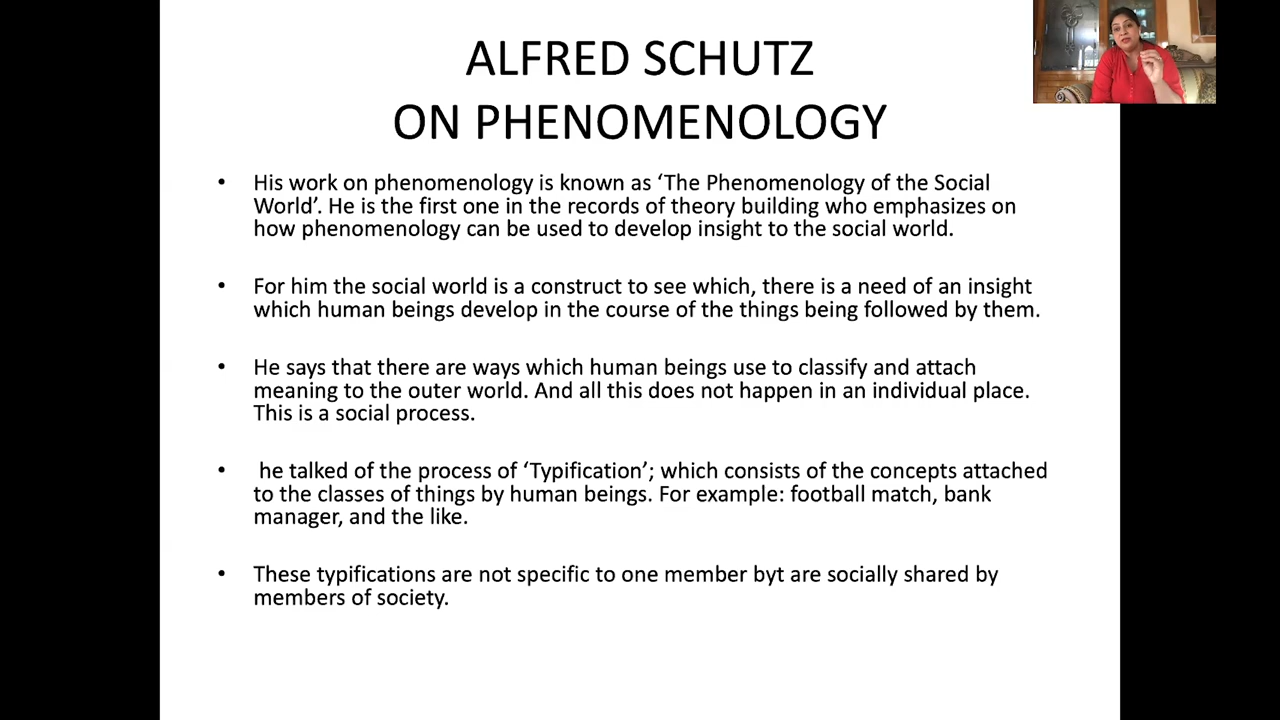 ALFRED SCHUTZ
ON PHENOMENOLOGY
• His work on phenomenology is known as ‘The Phenomenology of the Social
World’. He is the first one in the records of theory building who emphasizes on
how phenomenology can be used to develop insight to the social world.
• For him the social world is a construct to see which, there is a need of an insight
which human beings develop in the course of the things being followed by them.
• He says that there are ways which human beings use to classify and attach
meaning to the outer world. And all this does not happen in an individual place.
This is a social process.
• he talked of the process of ‘Typification’; which consists of the concepts attached
to the classes of things by human beings. For example: football match, bank
manager, and the like.
• These typifications are not specific to one member byt are socially shared by
members of society.